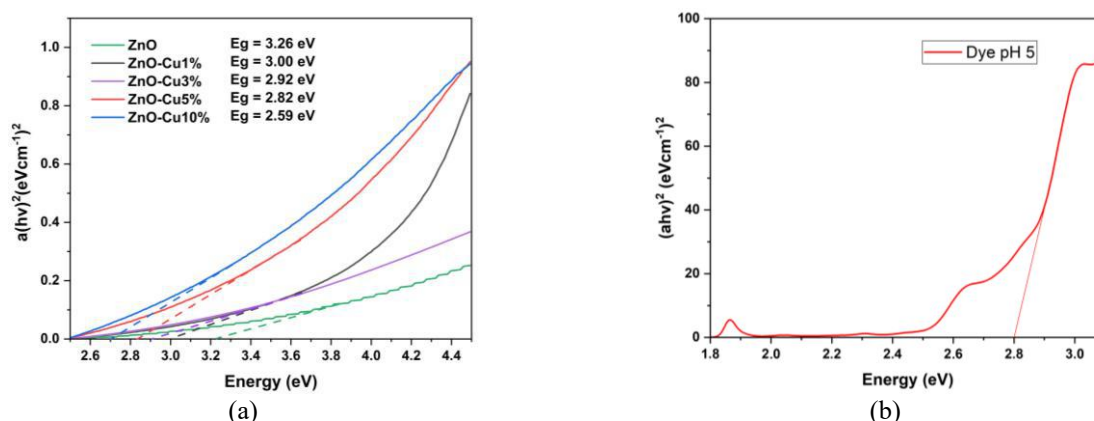 ZnO Eg = 3.26 eV
ZnO-Cu1% Eg = 3.00 eV
ZnO-Cu3% Eg = 2.92 eV
ZnO-Cu5% Eg = 2.82 eV
ZnO-Cu10% Eg = 2.59 eV
a(hv)²(eVcm⁻¹)²
1.0
0.8
0.6
0.4
0.2
0.0
2.6 2.8 3.0 3.2 3.4 3.6 3.8 4.0 4.2 4.4
Energy (eV)
(a)
Dye pH 5
(ahv)² (eVcm⁻¹)²
100
80
60
40
20
0
1.8 2.0 2.2 2.4 2.6 2.8 3.0
Energy (eV)
(b)